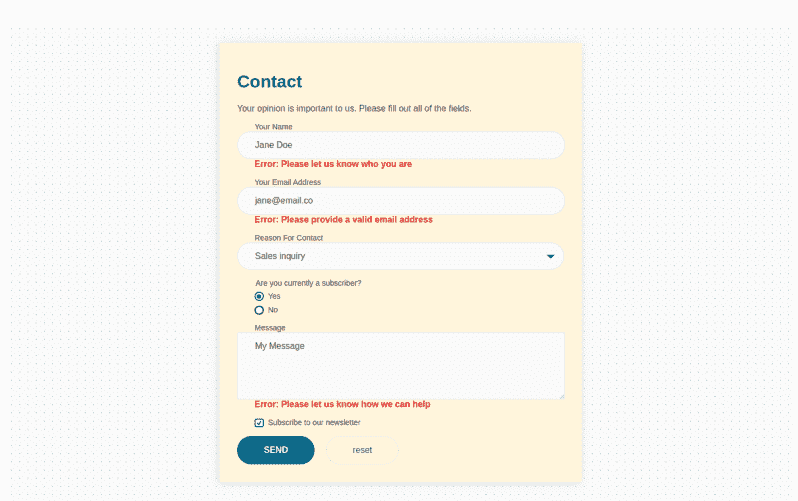 Contact
Your opinion is important to us. Please fill out all of the fields.
Your Name
Jane Doe
Error: Please let us know who you are
Your Email Address
jane@email.co
Error: Please provide a valid email address
Reason For Contact
Sales inquiry
Are you currently a subscriber?
Yes
No
Message
My Message
Error: Please let us know how we can help
Subscribe to our newsletter
SEND reset